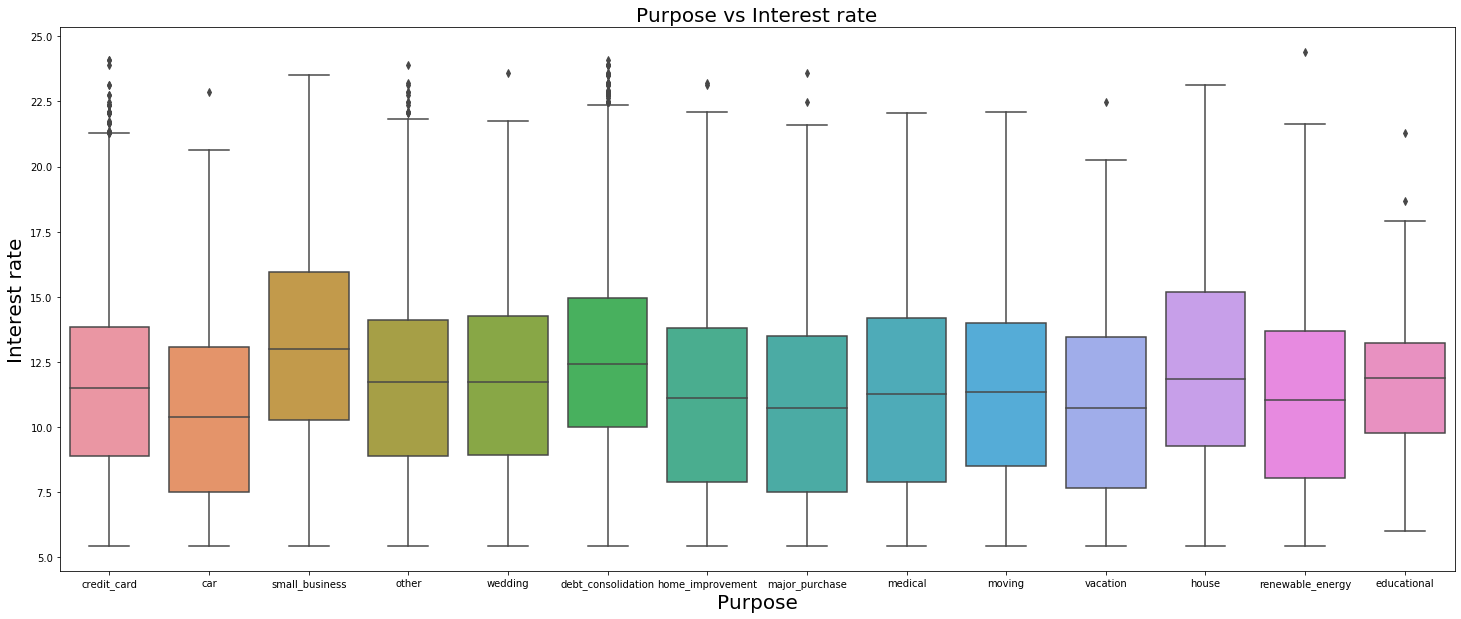 Purpose vs Interest rate
25.0
22.5
20.0
17.5
15.0
12.5
10.0
7.5
5.0
Interest rate
credit_card car small_business other wedding debt_consolidation home_improvement major_purchase medical moving vacation house renewable_energy educational
Purpose